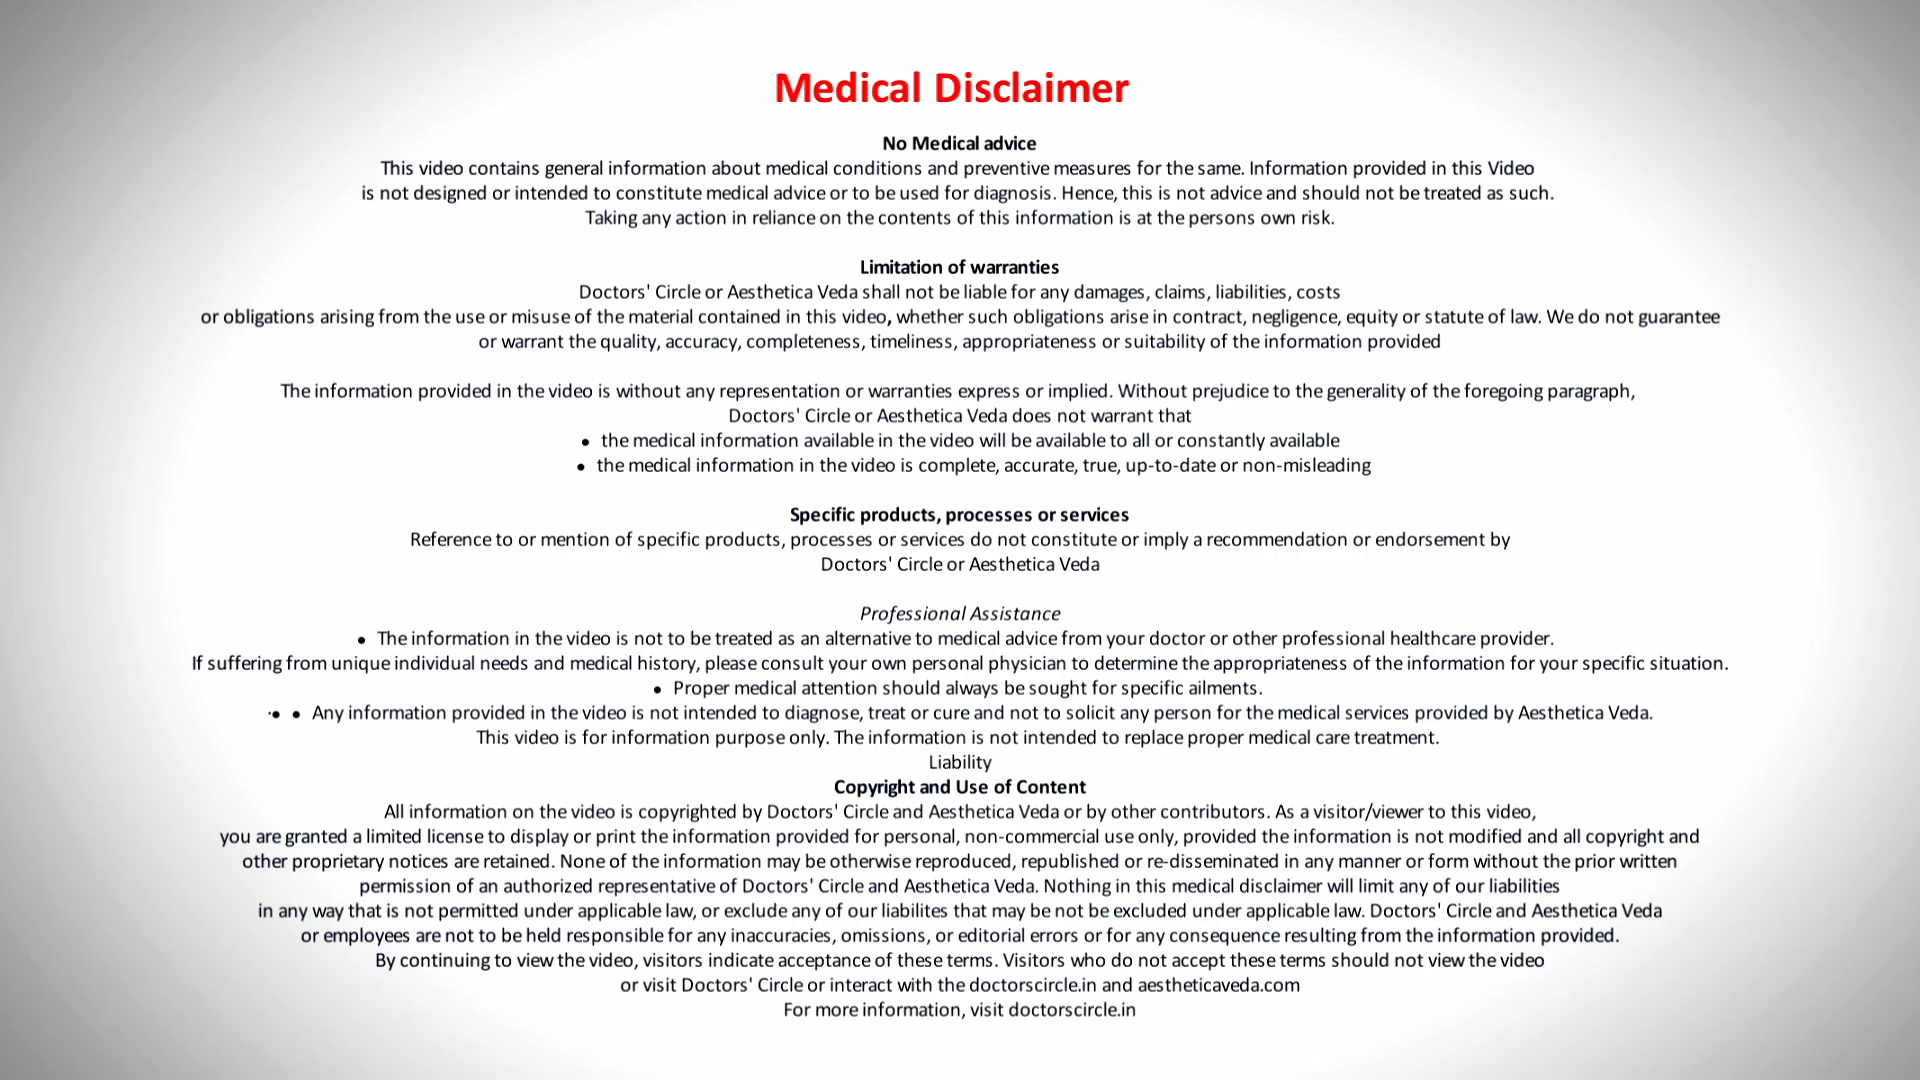 Medical Disclaimer
No Medical advice
This video contains general information about medical conditions and preventive measures for the same. Information provided in this Video
is not designed or intended to constitute medical advice or to be used for diagnosis. Hence, this is not advice and should not be treated as such.
Taking any action in reliance on the contents of this information is at the persons own risk.
Limitation of warranties
Doctors' Circle or Aesthetica Veda shall not be liable for any damages, claims, liabilities, costs
or obligations arising from the use or misuse of the material contained in this video, whether such obligations arise in contract, negligence, equity or statute of law. We do not guarantee
or warrant the quality, accuracy, completeness, timeliness, appropriateness or suitability of the information provided
The information provided in the video is without any representation or warranties express or implied. Without prejudice to the generality of the foregoing paragraph,
Doctors' Circle or Aesthetica Veda does not warrant that
• the medical information available in the video will be available to all or constantly available
• the medical information in the video is complete, accurate, true, up-to-date or non-misleading
Specific products, processes or services
Reference to or mention of specific products, processes or services do not constitute or imply a recommendation or endorsement by
Doctors' Circle or Aesthetica Veda
Professional Assistance
• The information in the video is not to be treated as an alternative to medical advice from your doctor or other professional healthcare provider.
If suffering from unique individual needs and medical history, please consult your own personal physician to determine the appropriateness of the information for your specific situation.
• Proper medical attention should always be sought for specific ailments.
·• • Any information provided in the video is not intended to diagnose, treat or cure and not to solicit any person for the medical services provided by Aesthetica Veda.
This video is for information purpose only. The information is not intended to replace proper medical care treatment.
Liability
Copyright and Use of Content
All information on the video is copyrighted by Doctors' Circle and Aesthetica Veda or by other contributors. As a visitor/viewer to this video,
you are granted a limited license to display or print the information provided for personal, non-commercial use only, provided the information is not modified and all copyright and
other proprietary notices are retained. None of the information may be otherwise reproduced, republished or re-disseminated in any manner or form without the prior written
permission of an authorized representative of Doctors' Circle and Aesthetica Veda. Nothing in this medical disclaimer will limit any of our liabilities
in any way that is not permitted under applicable law, or exclude any of our liabilites that may be not be excluded under applicable law. Doctors' Circle and Aesthetica Veda
or employees are not to be held responsible for any inaccuracies, omissions, or editorial errors or for any consequence resulting from the information provided.
By continuing to view the video, visitors indicate acceptance of these terms. Visitors who do not accept these terms should not view the video
or visit Doctors' Circle or interact with the doctorscircle.in and aestheticaveda.com
For more information, visit doctorscircle.in